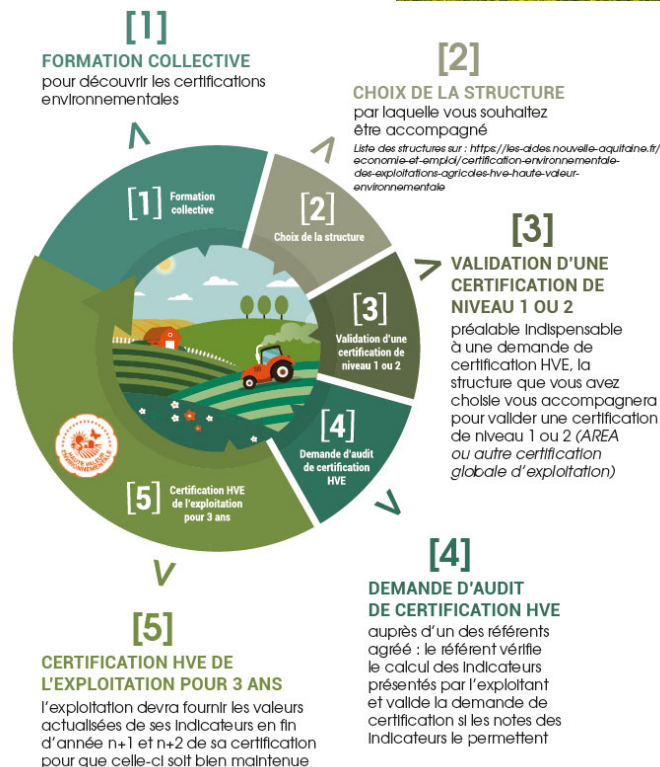 [1]
FORMATION COLLECTIVE
pour découvrir les certifications
environnementales
[2]
CHOIX DE LA STRUCTURE
par laquelle vous souhaitez
être accompagné
Liste des structures sur : https://les-aides.nouvelle-aquitaine.fr/
economie-et-emploi/certification-environnementale-
des-exploitations-agricoles-hve-haute-valeur-
environnementale
[1] Formation
collective
[2]
Choix de la structure
[3]
Validation d'une
certification de
niveau 1 ou 2
[4]
Demande d'audit
de certification
HVE
[5] Certification HVE
de l'exploitation
pour 3 ans
HAUTE VALEUR
ENVIRONNEMENTALE
[3]
VALIDATION D'UNE
CERTIFICATION DE
NIVEAU 1 OU 2
préalable indispensable
à une demande de
certification HVE, la
structure que vous avez
choisie vous accompagnera
pour valider une certification
de niveau 1 ou 2 (AREA
ou autre certification
globale d'exploitation)
[4]
DEMANDE D'AUDIT
DE CERTIFICATION HVE
auprès d'un des référents
agréé : le référent vérifie
le calcul des indicateurs
présentés par l'exploitant
et valide la demande de
certification si les notes des
indicateurs le permettent
[5]
CERTIFICATION HVE DE
L'EXPLOITATION POUR 3 ANS
l'exploitation devra fournir les valeurs
actualisées de ses indicateurs en fin
d'année n+1 et n+2 de sa certification
pour que celle-ci soit bien maintenue